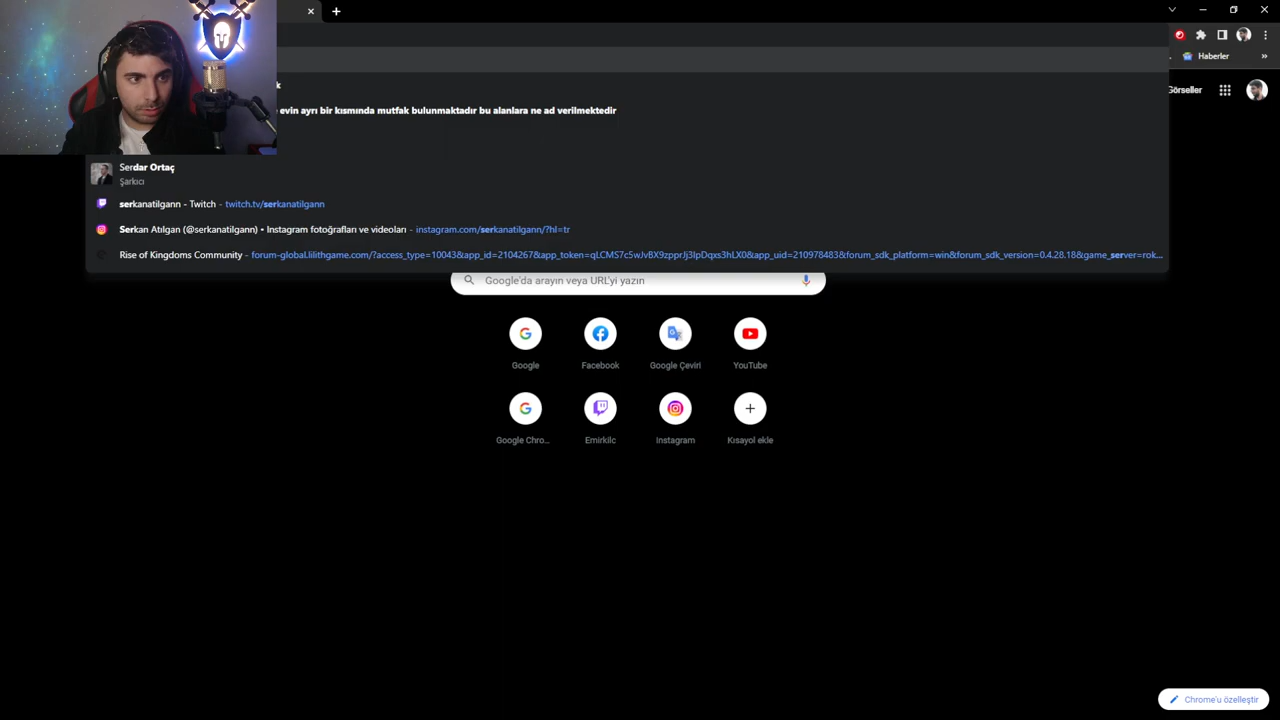 Haberler
»
k
Görseller
evin ayrı bir kısmında mutfak bulunmaktadır bu alanlara ne ad verilmektedir
Serdar Ortaç
Şarkıcı
serkanatilgann - Twitch - twitch.tv/serkanatilgann
Serkan Atılgan (@serkanatilgann) • Instagram fotoğrafları ve videoları - instagram.com/serkanatilgann/?hl=tr
Rise of Kingdoms Community - forum-global.lilithgame.com/?access_type=10043&app_id=2104267&app_token=qLCMS7c5wJvBX9zpprJj3IpDqxs3hLX0&app_uid=210978483&forum_sdk_platform=win&forum_sdk_version=0.4.28.18&game_server=rok...
Google'da arayın veya URL'yi yazın
Google
Facebook
Google Çeviri
YouTube
Google Chro...
Emirkilc
Instagram
Kısayol ekle
Chrome'u özelleştir